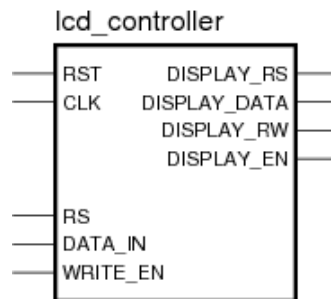 lcd_controller
RST DISPLAY_RS
CLK DISPLAY_DATA
DISPLAY_RW
DISPLAY_EN
RS
DATA_IN
WRITE_EN